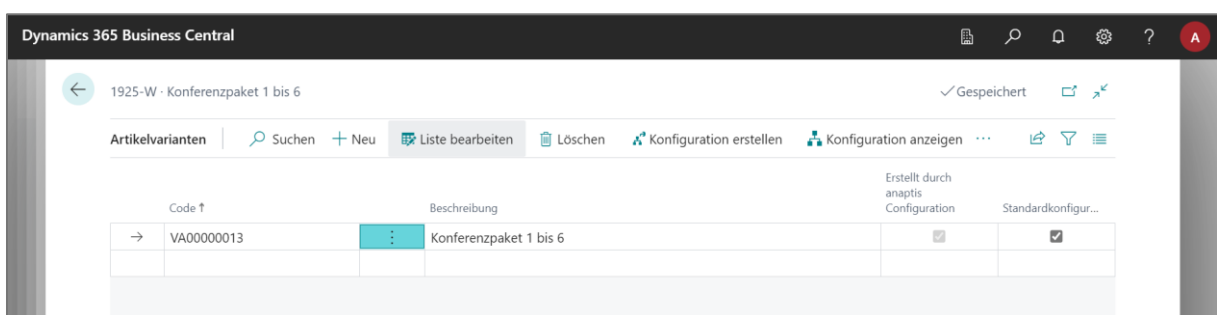 Dynamics 365 Business Central
?
A
1925-W · Konferenzpaket 1 bis 6
Gespeichert
Artikelvarianten Suchen Neu Liste bearbeiten Löschen Konfiguration erstellen Konfiguration anzeigen ···
Erstellt durch
anaptis
Code ↑ Beschreibung Configuration Standardkonfigur...
→ VA00000013 Konferenzpaket 1 bis 6